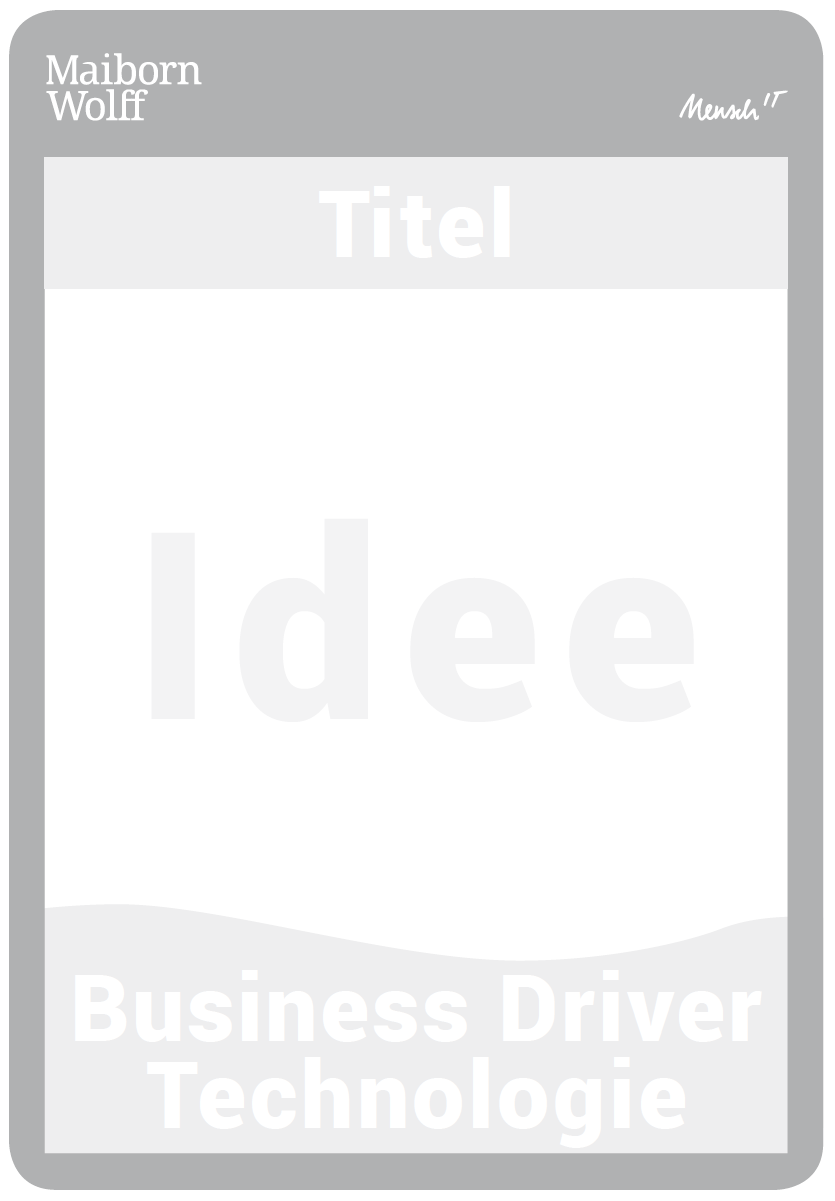 Maiborn
Wolff
Mensch IT
Titel
Idee
Business Driver
Technologie